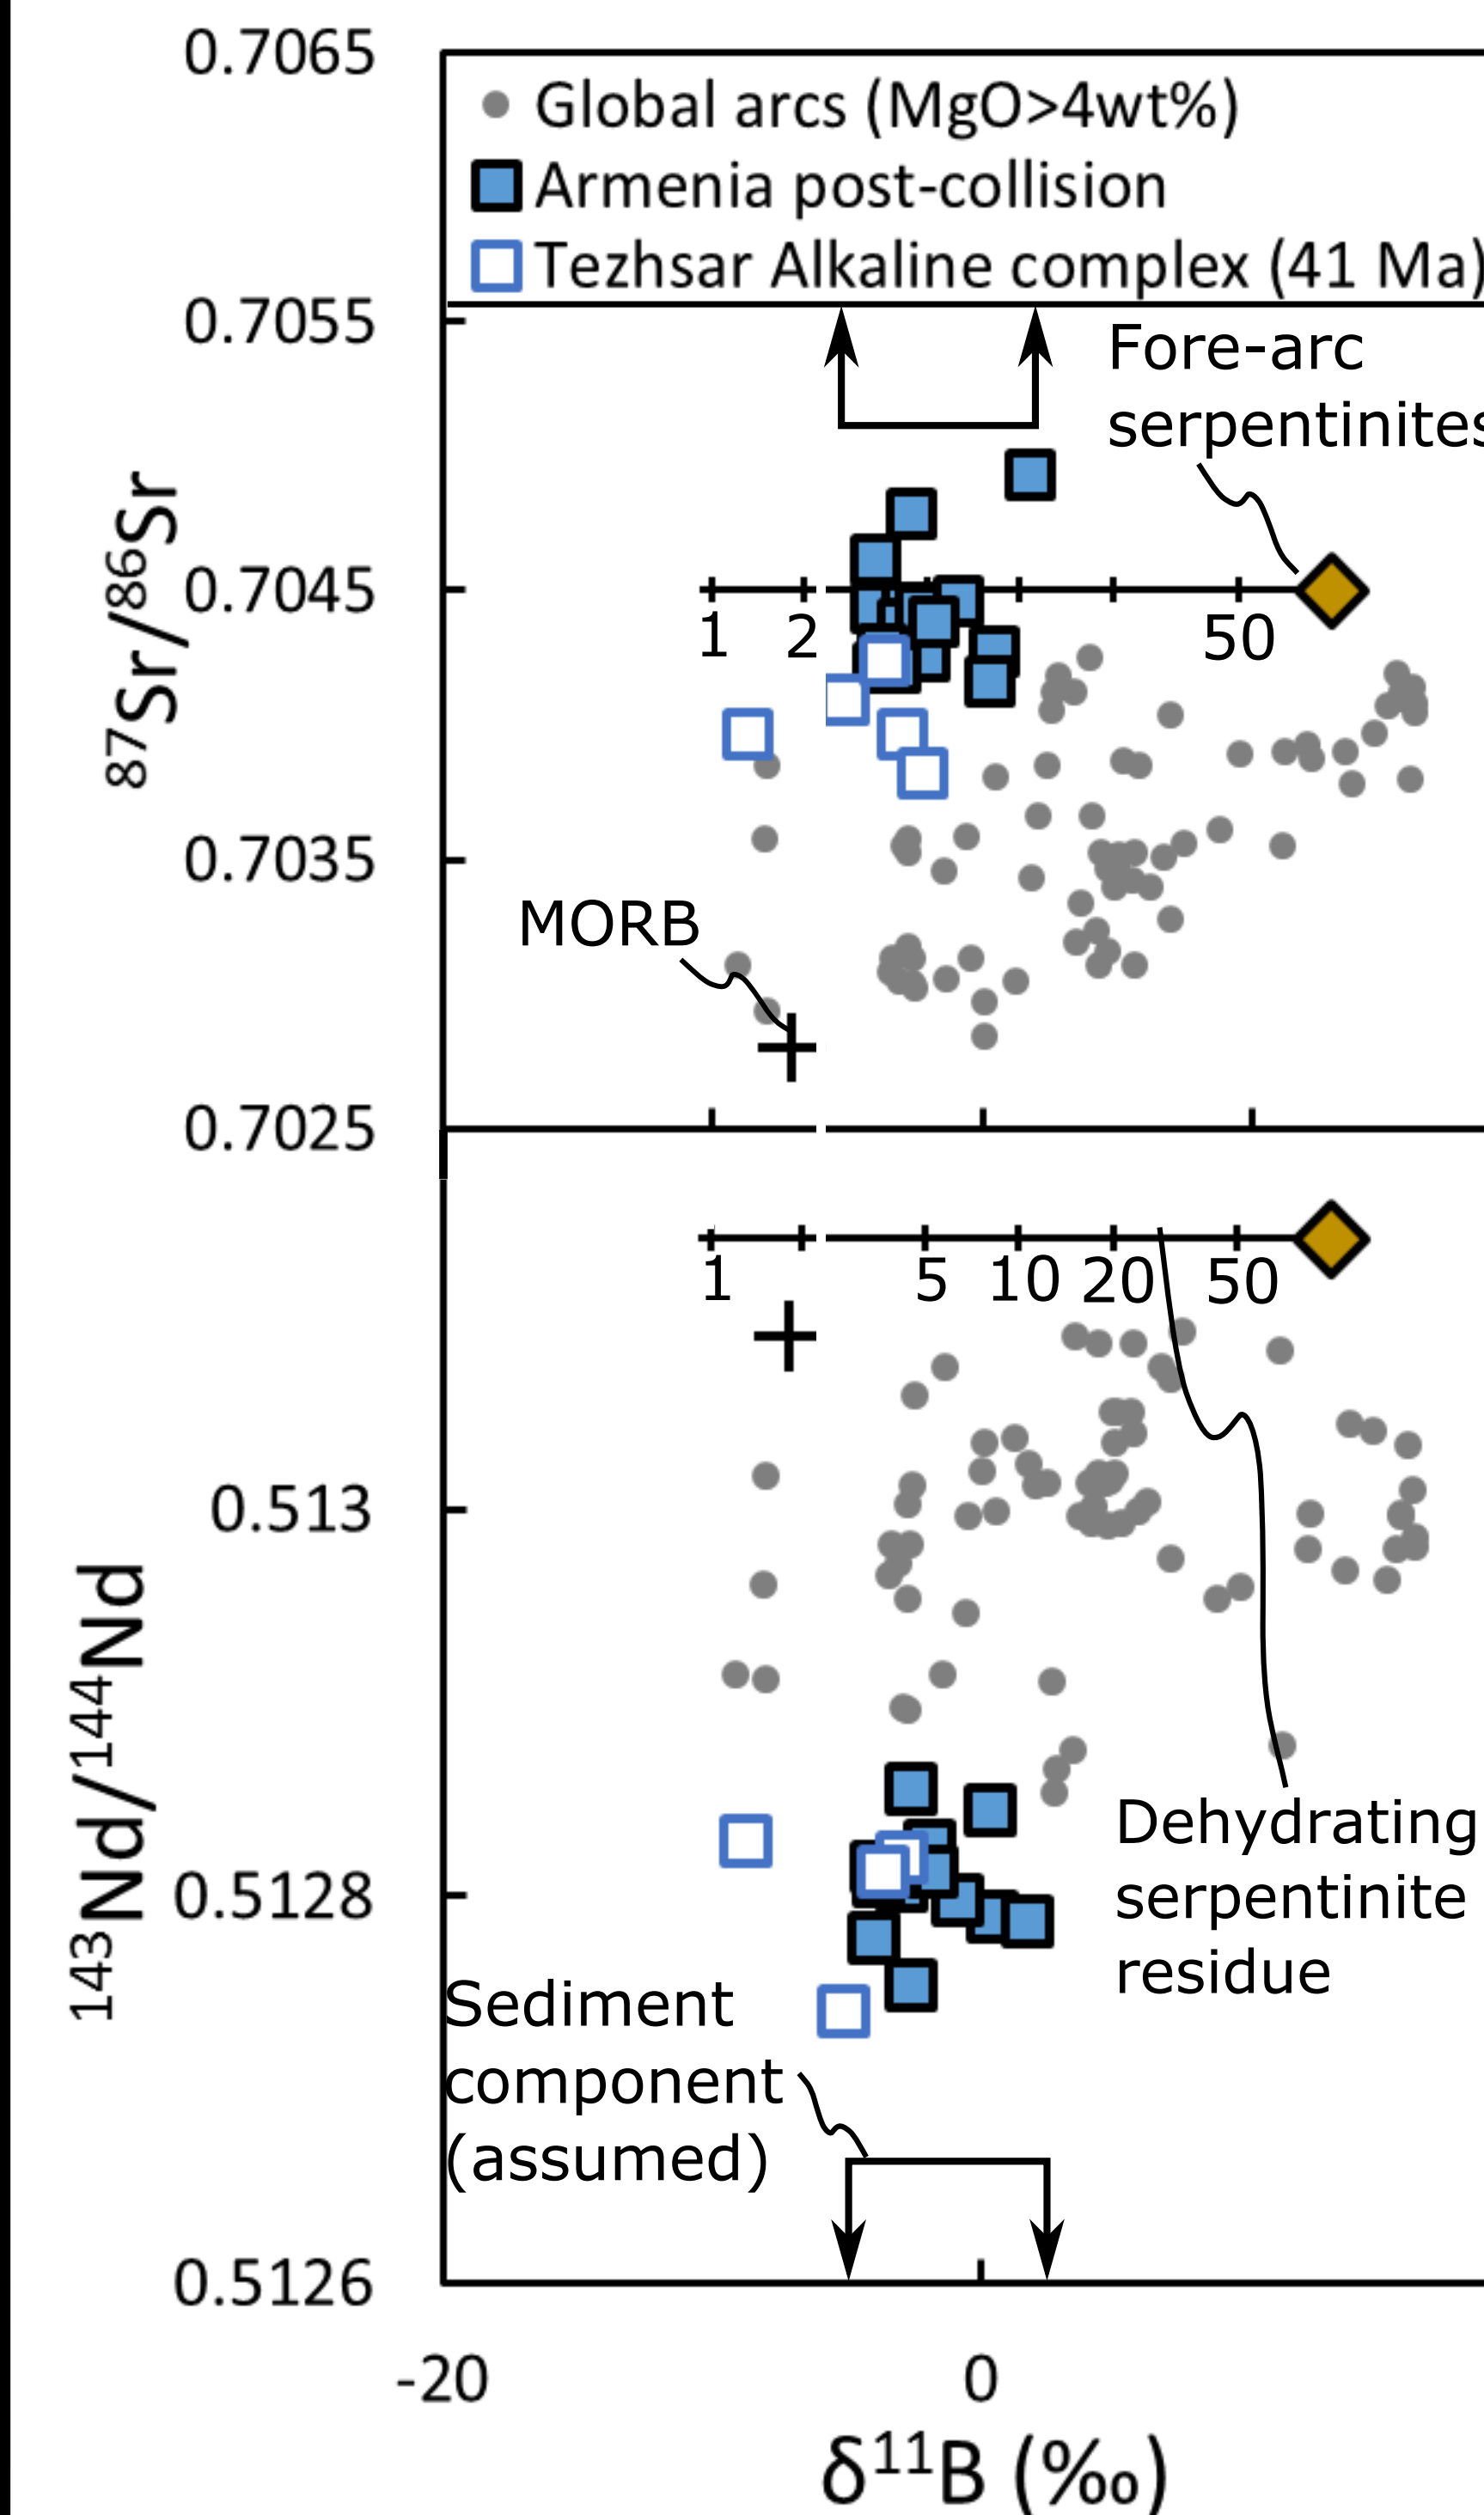 0.7065
Global arcs (MgO>4wt%)
Armenia post-collision
Tezhsar Alkaline complex (41 Ma)
0.7055
Fore-arc
serpentinites
87Sr/86Sr
0.7045
1 2 50
0.7035
MORB
0.7025
1 5 10 20 50
0.513
143Nd/144Nd
Dehydrating
serpentinite
residue
0.5128
Sediment
component
(assumed)
0.5126
-20 0
δ11B (‰)